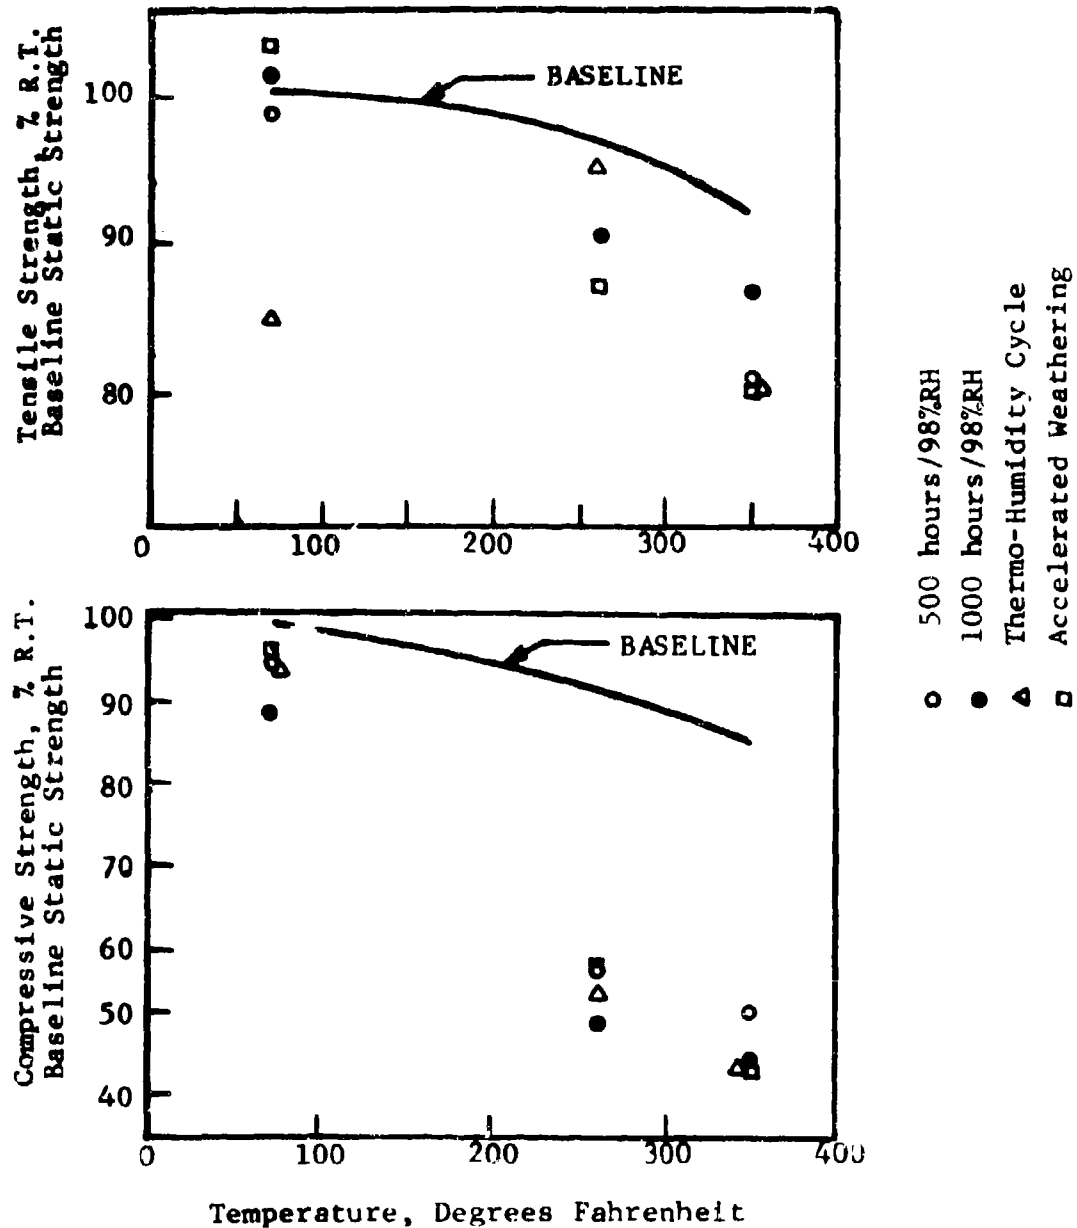 Tensile Strength, % R.T.
Baseline Static Strength
100
90
80
BASELINE
0
100
200
300
400
Compressive Strength, % R.T.
Baseline Static Strength
100
90
80
70
60
50
40
BASELINE
0
100
200
300
400
Temperature, Degrees Fahrenheit
500 hours/98%RH
1000 hours/98%RH
Thermo-Humidity Cycle
Accelerated Weathering